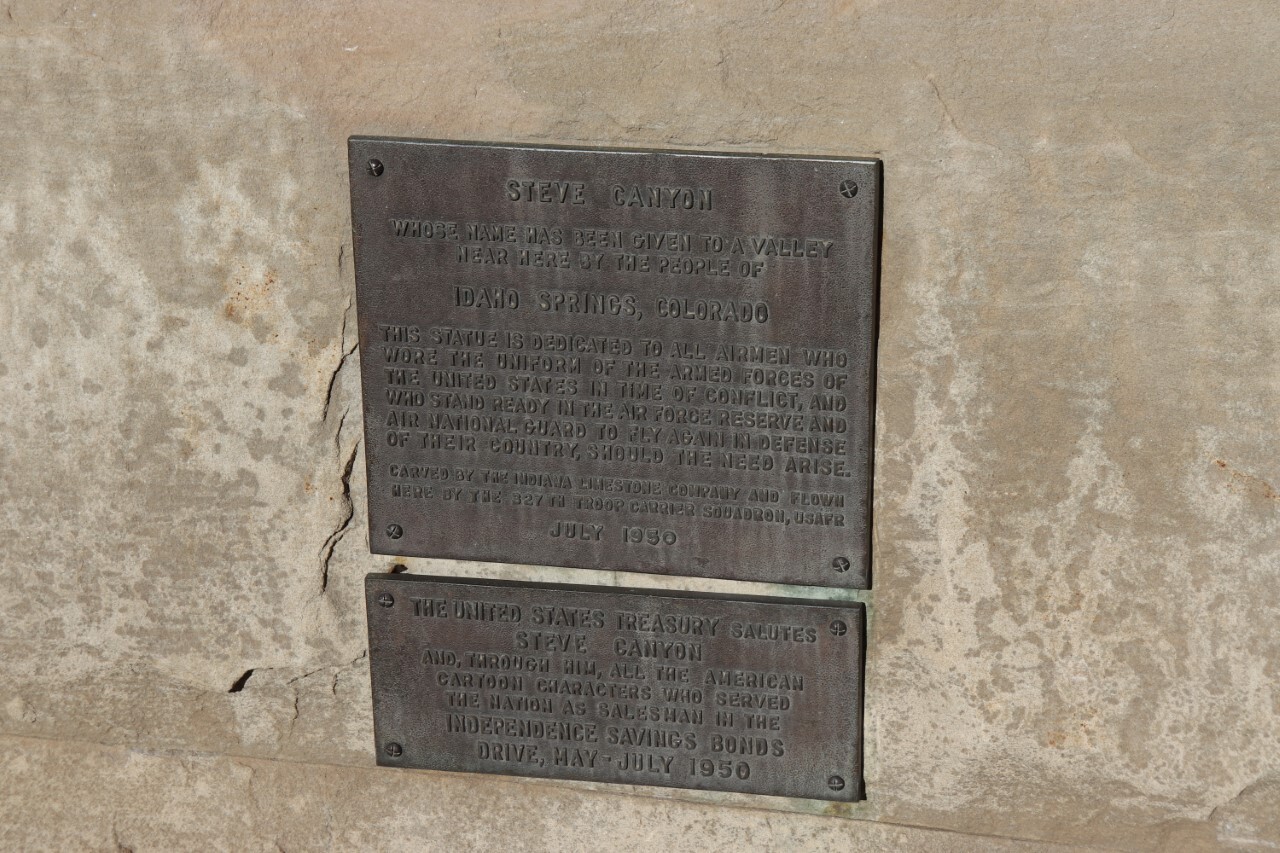 STEVE CANYON
WHOSE NAME HAS BEEN GIVEN TO A VALLEY
NEAR HERE BY THE PEOPLE OF
IDAHO SPRINGS, COLORADO
THIS STATUE IS DEDICATED TO ALL AIRMEN WHO
WORE THE UNIFORM OF THE ARMED FORCES OF
THE UNITED STATES IN TIME OF CONFLICT, AND
WHO STAND READY IN THE AIR FORCE RESERVE AND
AIR NATIONAL GUARD TO FLY AGAIN IN DEFENSE
OF THEIR COUNTRY, SHOULD THE NEED ARISE.
CARVED BY THE INDIANA LIMESTONE COMPANY AND FLOWN
HERE BY THE 327TH TROOP CARRIER SQUADRON, USAFR
JULY 1950
THE UNITED STATES TREASURY SALUTES
STEVE CANYON
AND, THROUGH HIM, ALL THE AMERICAN
CARTOON CHARACTERS WHO SERVED
THE NATION AS SALESMAN IN THE
INDEPENDENCE SAVINGS BONDS
DRIVE, MAY - JULY 1950